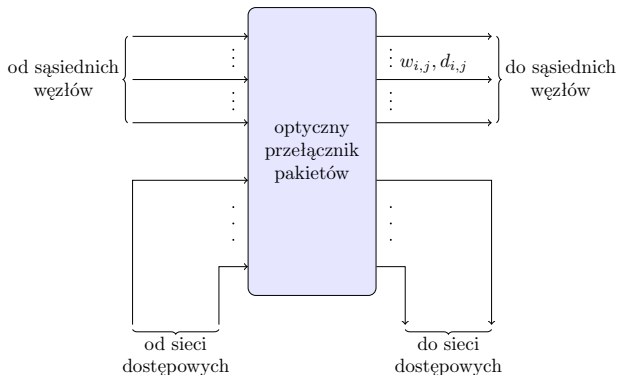 od sąsiednich
węzłów
optyczny
przełącznik
pakietów
w_{i,j}, d_{i,j}
do sąsiednich
węzłów
od sieci
dostępowych
do sieci
dostępowych